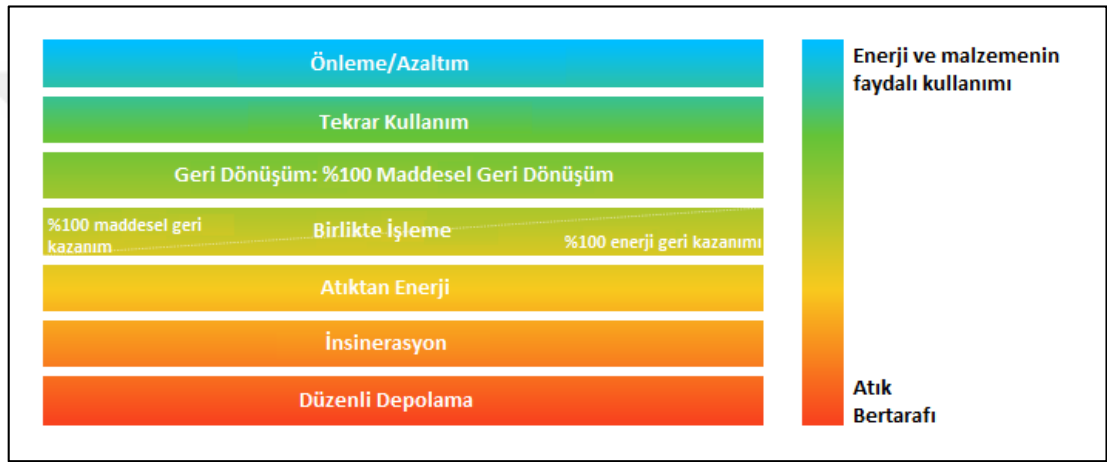 Önleme/Azaltım
Tekrar Kullanım
Geri Dönüşüm: %100 Maddesel Geri Dönüşüm
%100 maddesel geri
kazanım
Birlikte İşleme
%100 enerji geri kazanımı
Atıktan Enerji
İnsinerasyon
Düzenli Depolama
Enerji ve malzemenin
faydalı kullanımı
Atık
Bertarafı